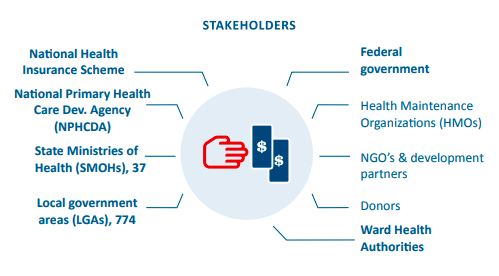 STAKEHOLDERS
National Health
Insurance Scheme
National Primary Health
Care Dev. Agency
(NPHCDA)
State Ministries of
Health (SMOHs), 37
Local government
areas (LGAs), 774
$
$
Federal
government
Health Maintenance
Organizations (HMOs)
NGO's & development
partners
Donors
Ward Health
Authorities